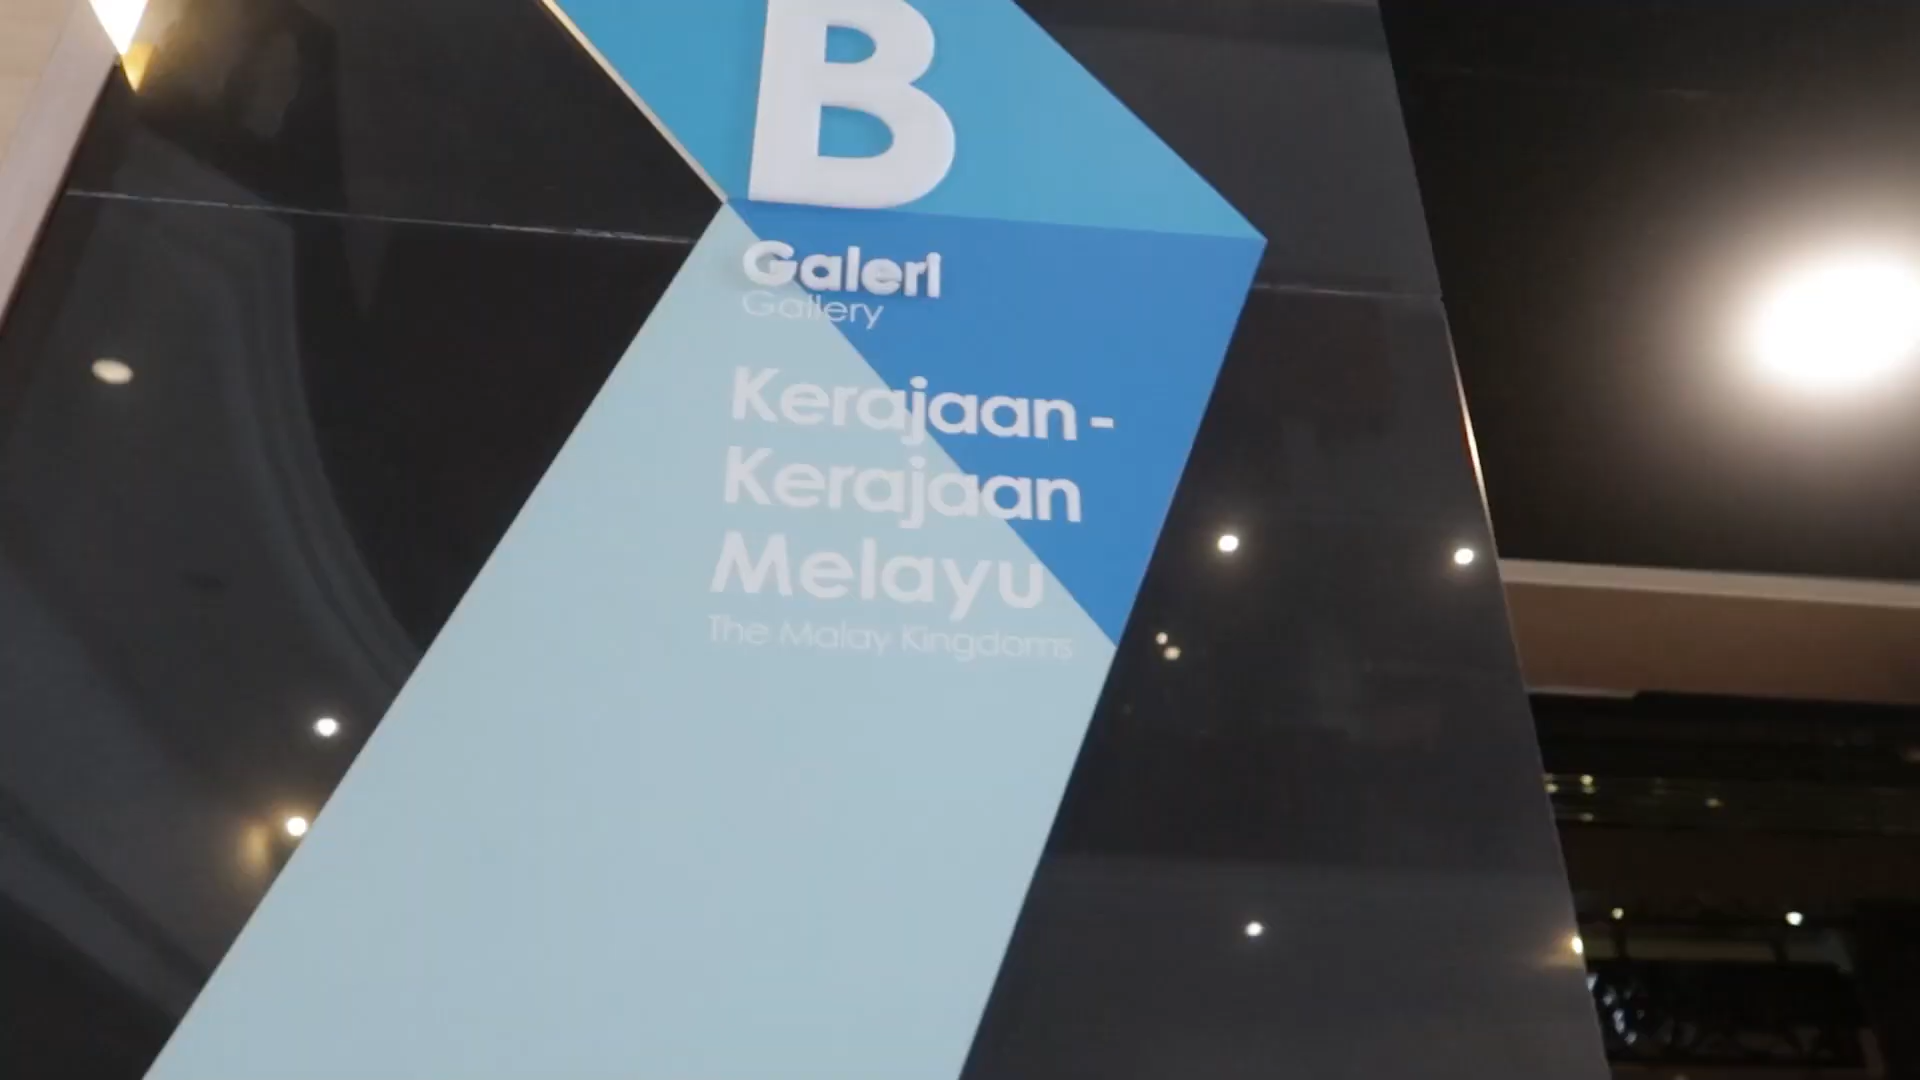 B
Galeri
Gallery
Kerajaan -
Kerajaan
Melayu
The Malay Kingdoms